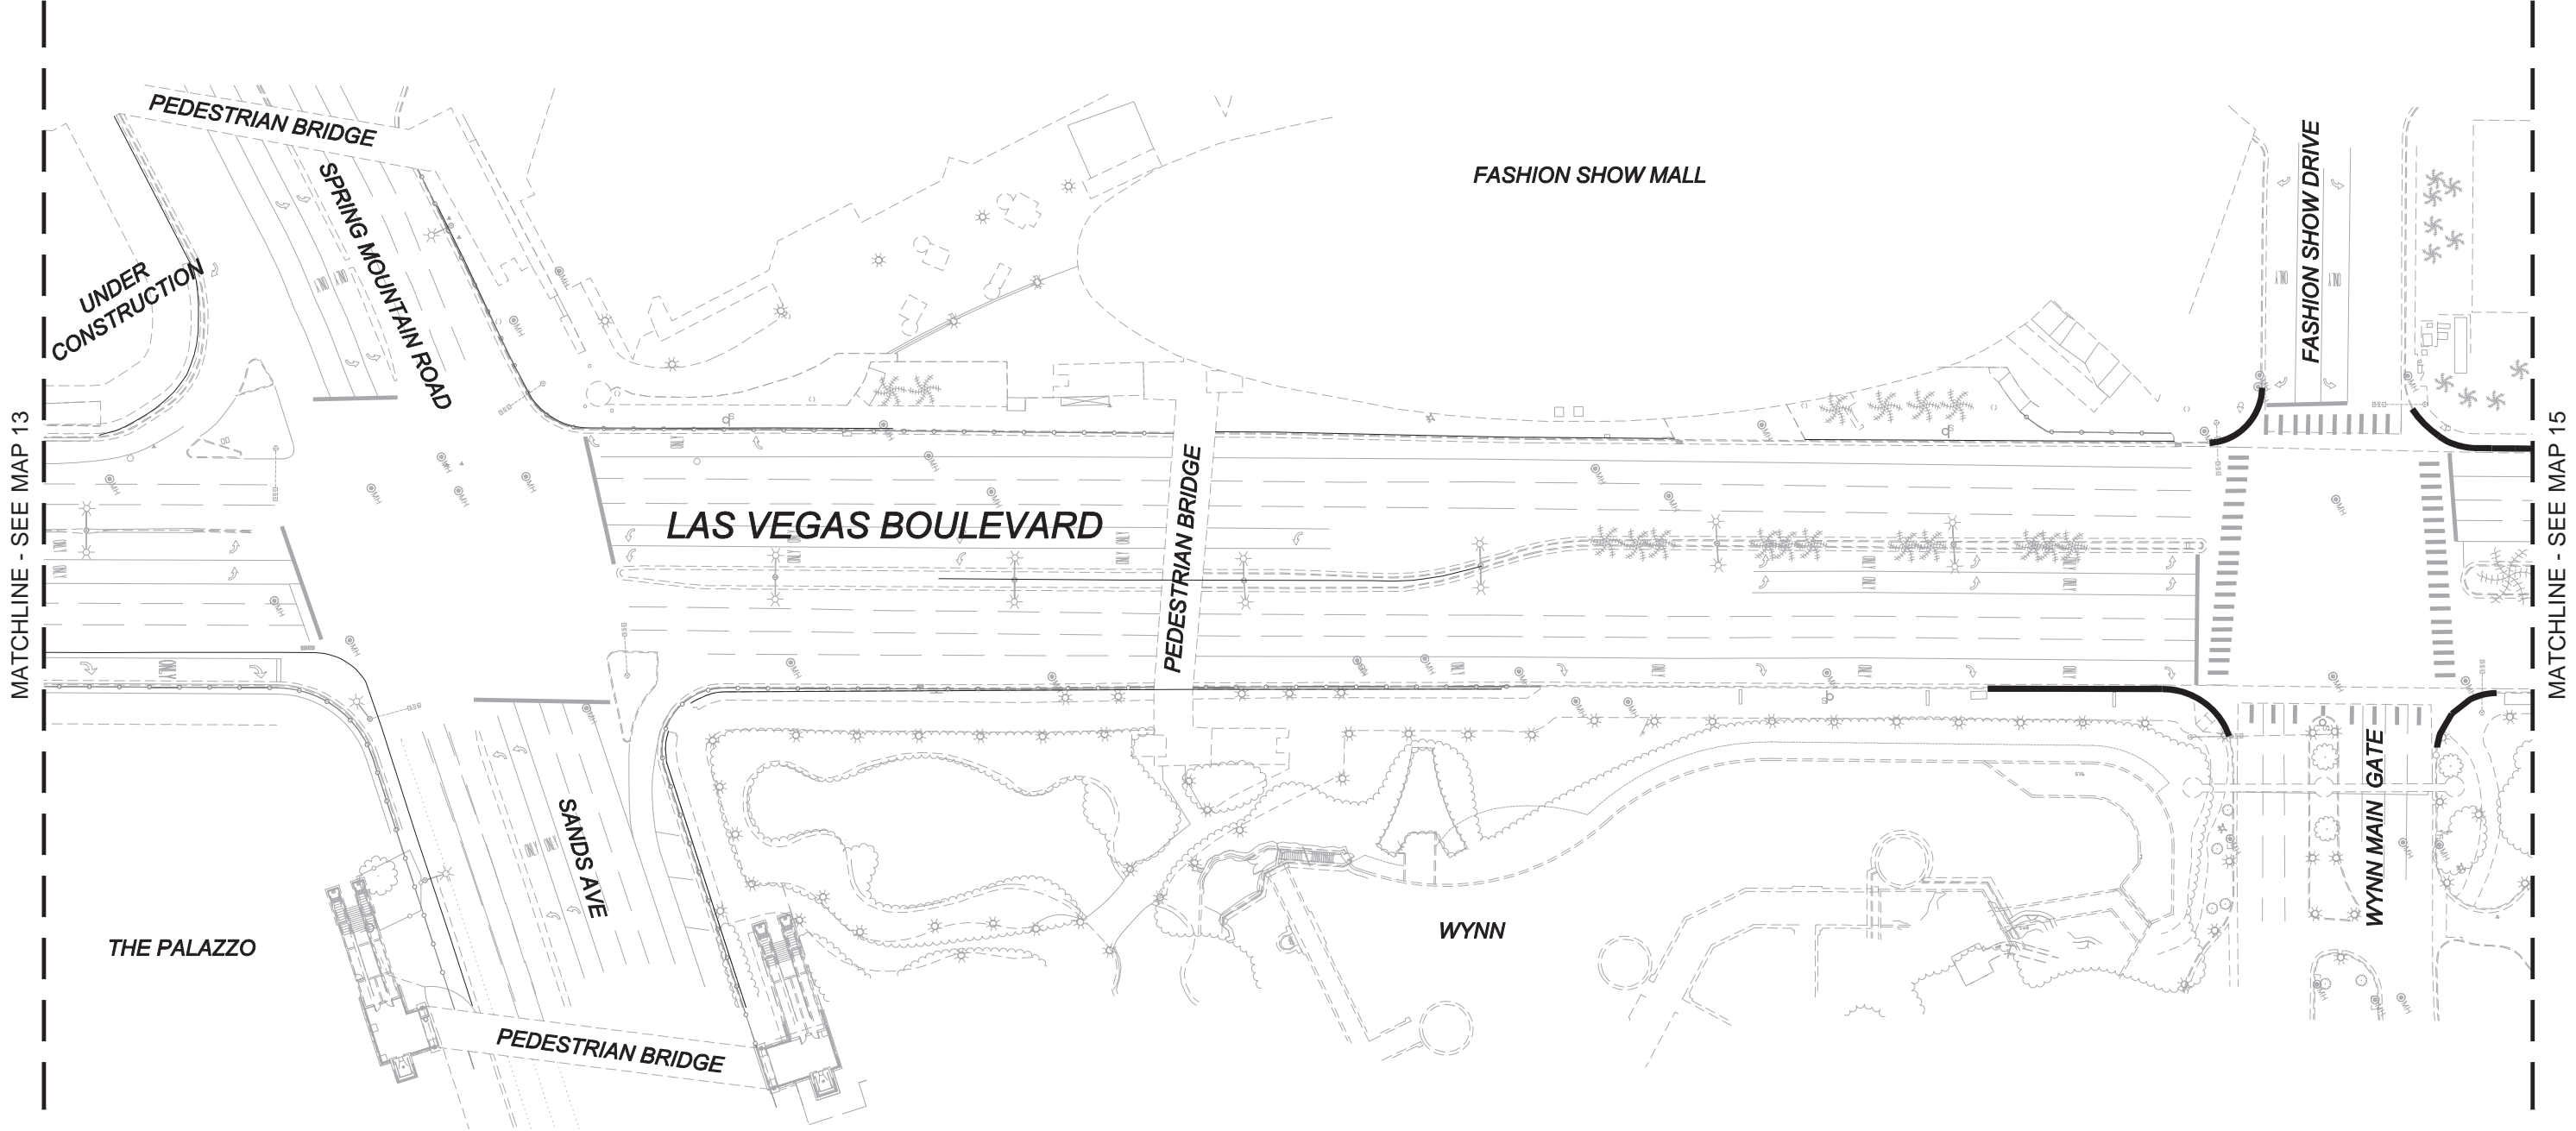 PEDESTRIAN BRIDGE
SPRING MOUNTAIN ROAD
UNDER
CONSTRUCTION
FASHION SHOW MALL
FASHION SHOW DRIVE
MATCHLINE - SEE MAP 13
LAS VEGAS BOULEVARD
PEDESTRIAN BRIDGE
MATCHLINE - SEE MAP 15
SANDS AVE
WYNN MAIN GATE
THE PALAZZO
WYNN
PEDESTRIAN BRIDGE